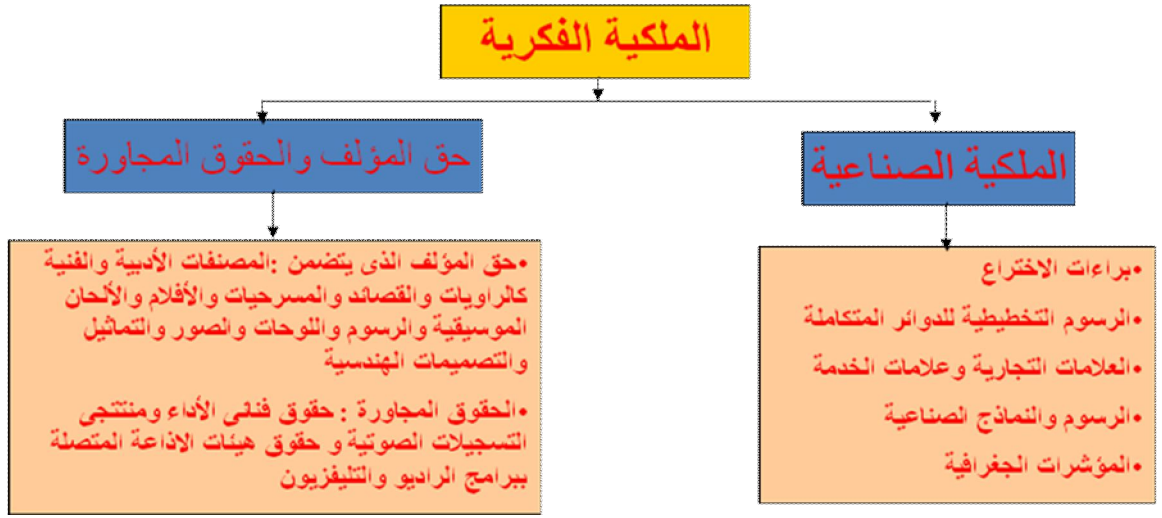 الملكية الفكرية
الملكية الصناعية
•براءات الاختراع
•الرسوم التخطيطية للدوائر المتكاملة
•العلامات التجارية وعلامات الخدمة
•الرسوم والنماذج الصناعية
•المؤشرات الجغرافية
حق المؤلف والحقوق المجاورة
•حق المؤلف الذى يتضمن :المصنفات الأدبية والفنية
كالراويات والقصائد والمسرحيات والأفلام والألحان
الموسيقية والرسوم واللوحات والصور والتماثيل
والتصميمات الهندسية
•الحقوق المجاورة : حقوق فنانى الأداء ومنتتجى
التسجيلات الصوتية و حقوق هيئات الاذاعة المتصلة
ببرامج الراديو والتليفزيون